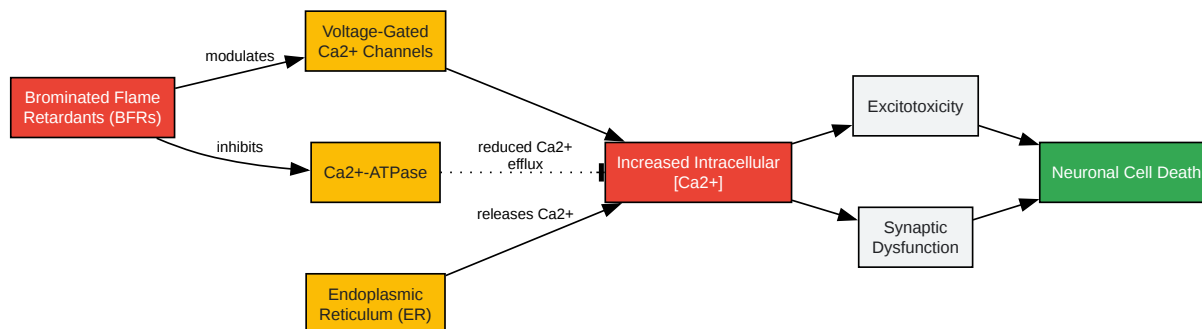 Voltage-Gated
Ca2+ Channels
modulates
Brominated Flame
Retardants (BFRs)
inhibits
Ca2+-ATPase
reduced Ca2+
efflux
releases Ca2+
Endoplasmic
Reticulum (ER)
Increased Intracellular
[Ca2+]
Excitotoxicity
Synaptic
Dysfunction
Neuronal Cell Death